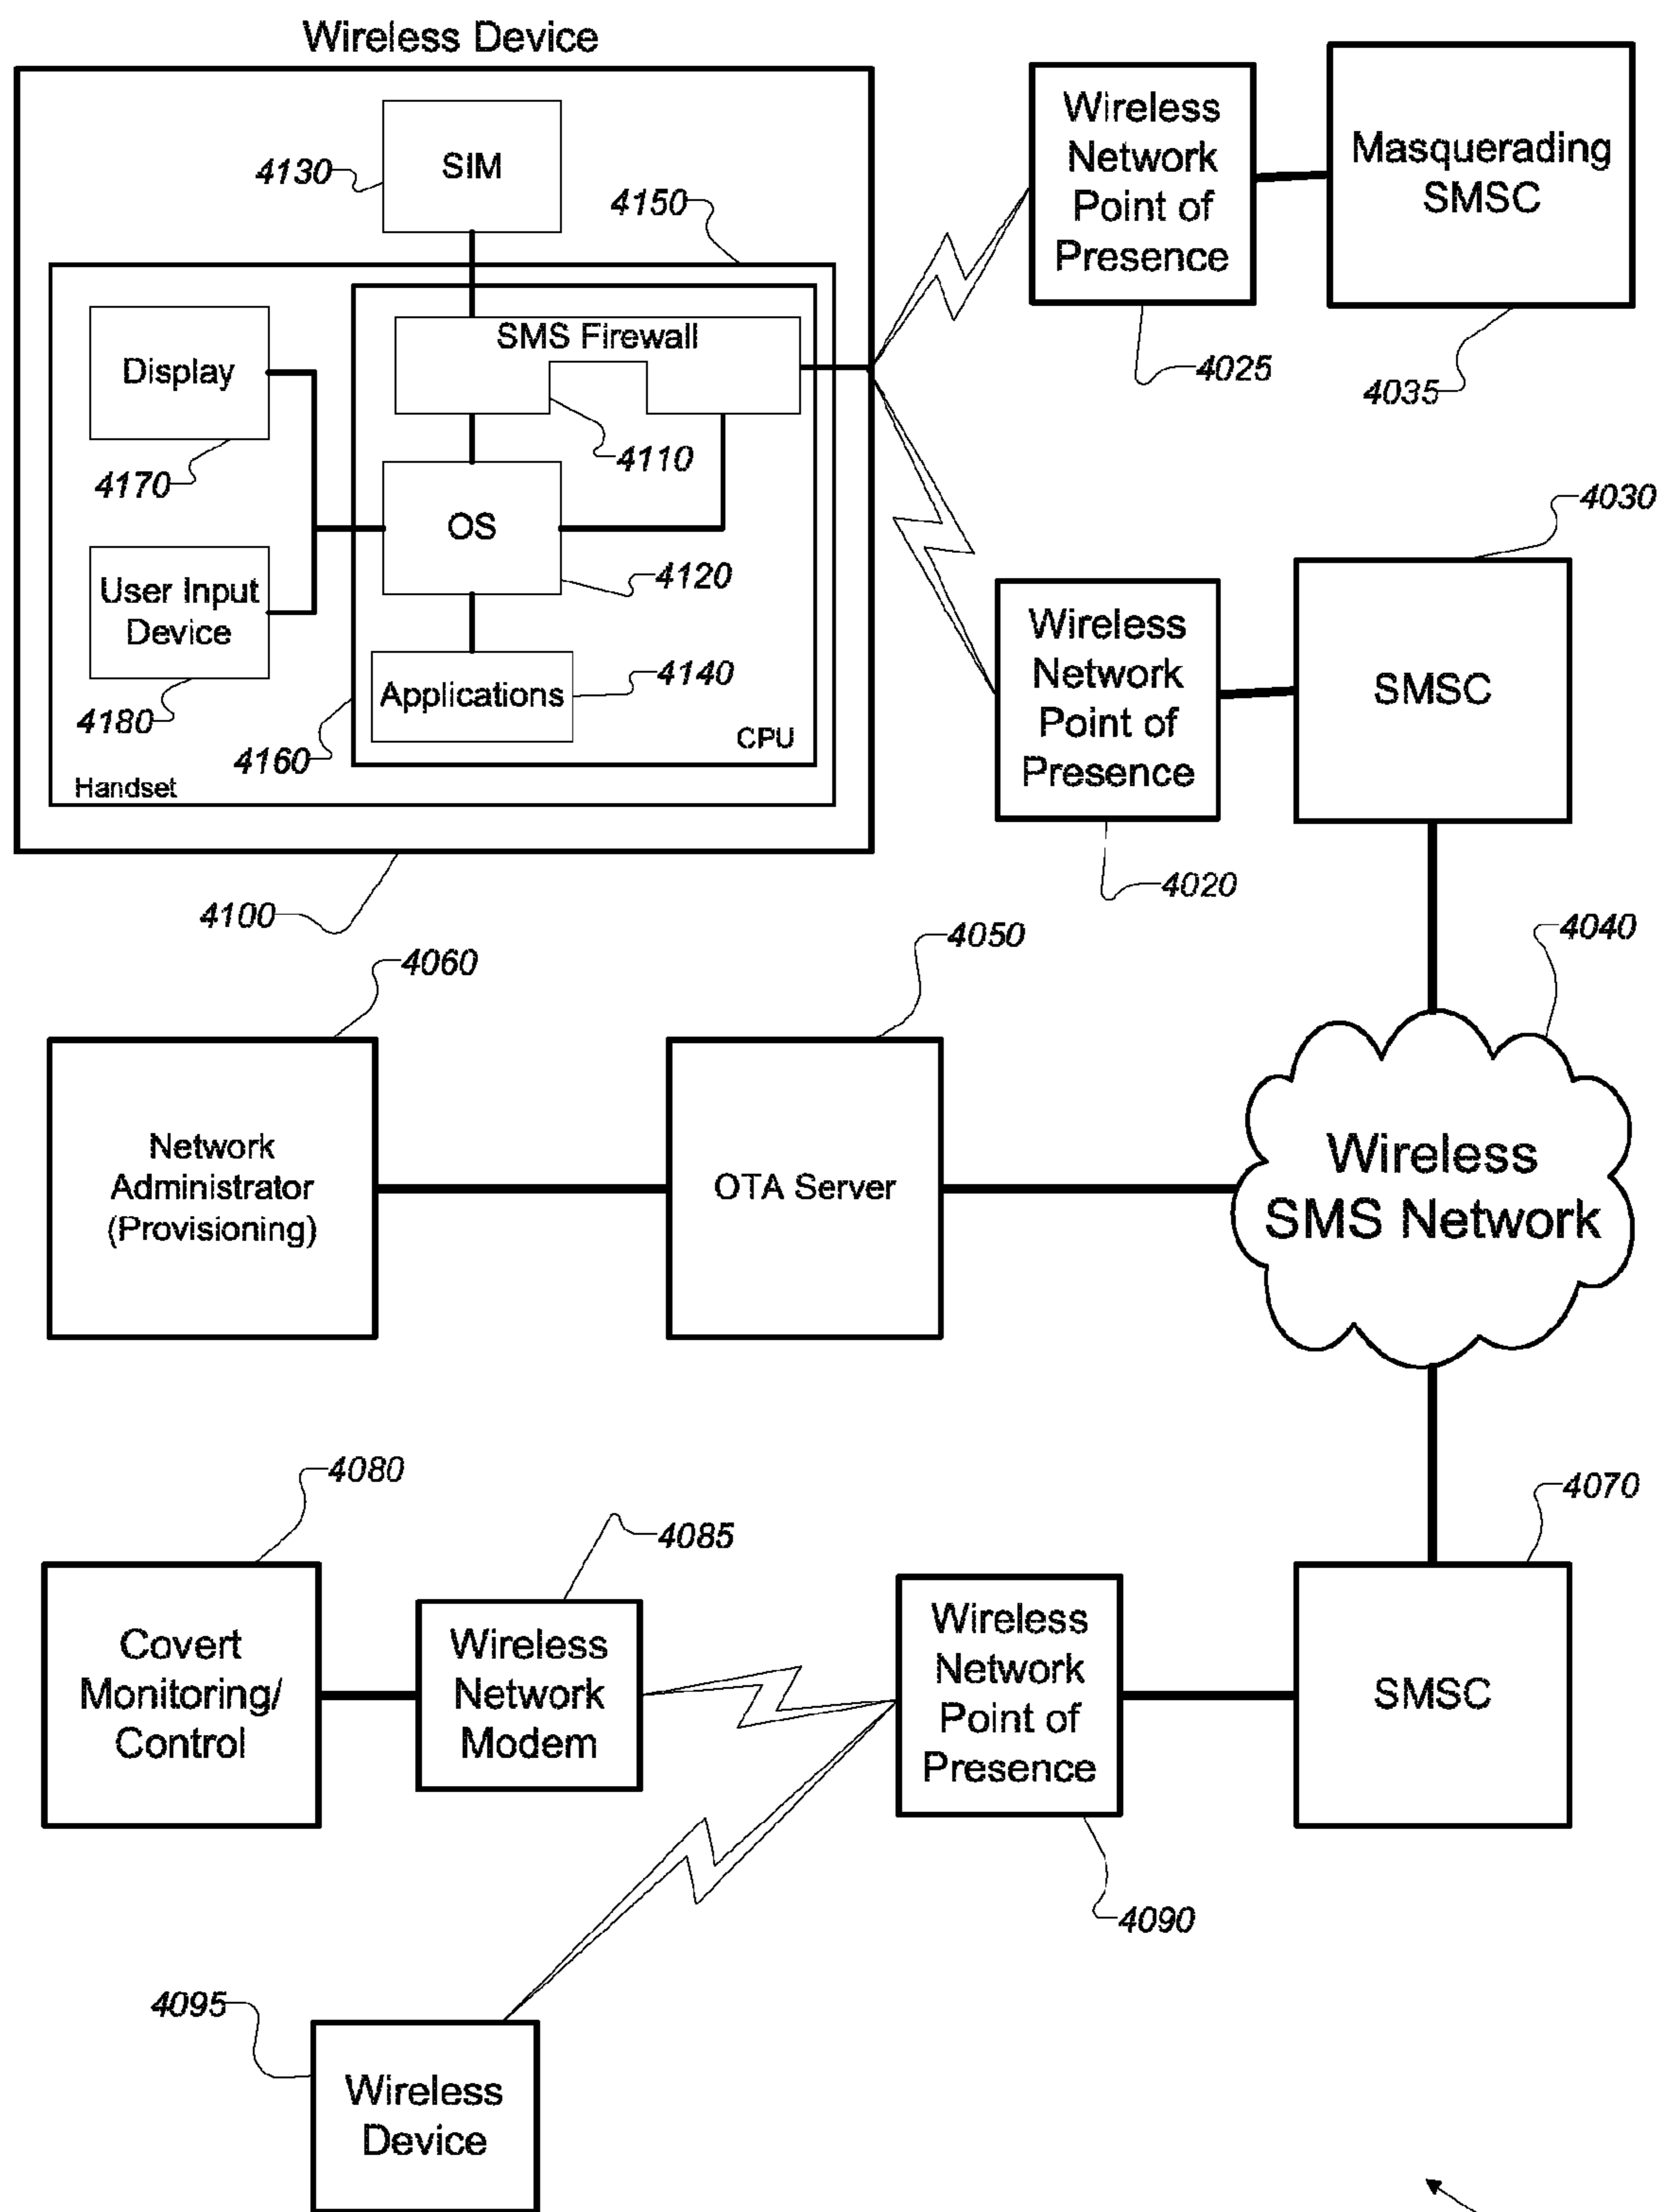 Wireless Device
SIM
4130
4150
SMS Firewall
Display
4110
4170
OS
4120
User Input
Device
4140
Applications
4180
CPU
4160
Handset
4100
Wireless
Network
Point of
Presence
Masquerading
SMSC
4025
4035
4030
Wireless
Network
Point of
Presence
SMSC
4020
4040
4060
4050
Network
Administrator
(Provisioning)
OTA Server
Wireless
SMS Network
4080
4085
4070
Covert
Monitoring/
Control
Wireless
Network
Modem
Wireless
Network
Point of
Presence
SMSC
4090
4095
Wireless
Device